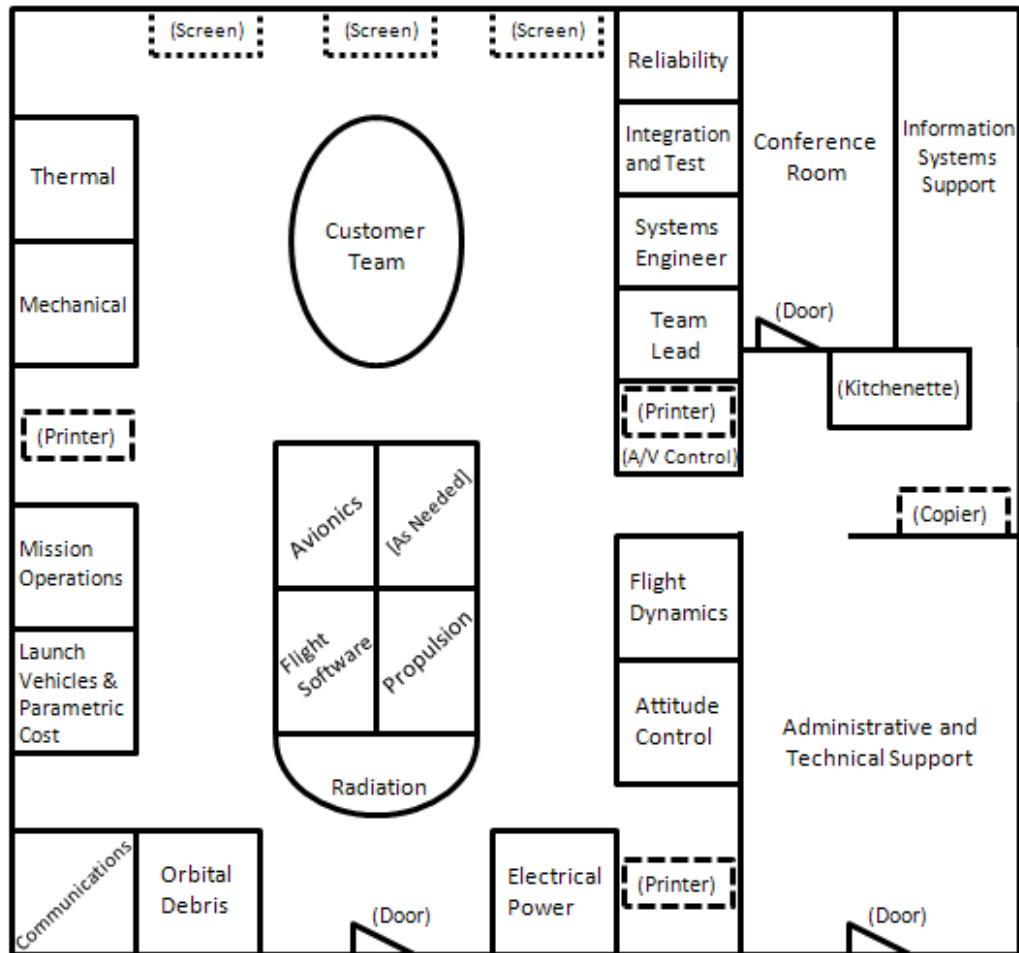 (Screen)
(Screen)
(Screen)
Reliability
Integration
and Test
Conference
Room
Information
Systems
Support
Thermal
Customer
Team
Systems
Engineer
Mechanical
Team
Lead
(Door)
(Kitchenette)
(Printer)
(Printer)
(A/V Control)
Avionics
[As Needed]
(Copier)
Mission
Operations
Flight
Dynamics
Launch
Vehicles &
Parametric
Cost
Flight
Software
Propulsion
Attitude
Control
Administrative and
Technical Support
Radiation
Communications
Orbital
Debris
Electrical
Power
(Printer)
(Door)
(Door)